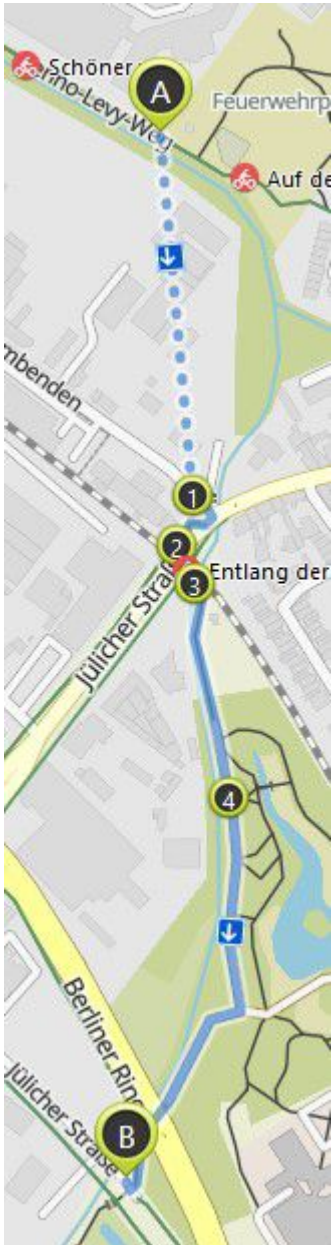 Schöner
A
Feuerwehrp
ino-Levy-Weg
Auf de
mbenden
1
2
Entlang der
3
Jülicher Straße
4
Berliner Ring
Jülicher Straße
B